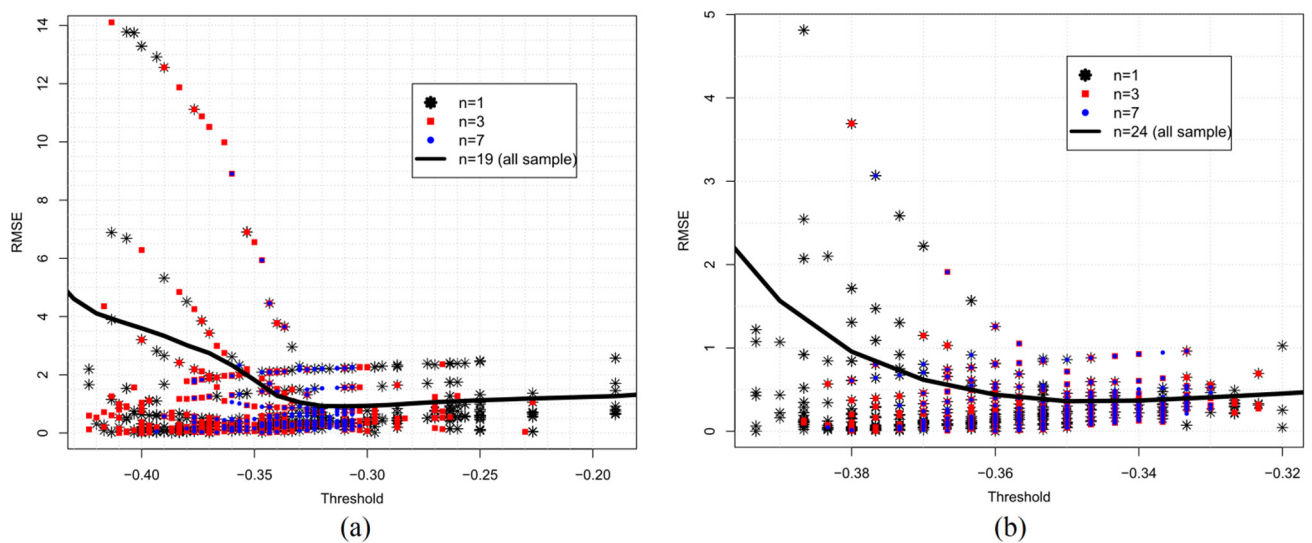 14
12
10
8
6
4
2
0
RMSE
n=1
n=3
n=7
n=19 (all sample)
−0.40
−0.35
−0.30
−0.25
−0.20
Threshold
(a)
5
4
3
2
1
0
RMSE
n=1
n=3
n=7
n=24 (all sample)
−0.38
−0.36
−0.34
−0.32
Threshold
(b)